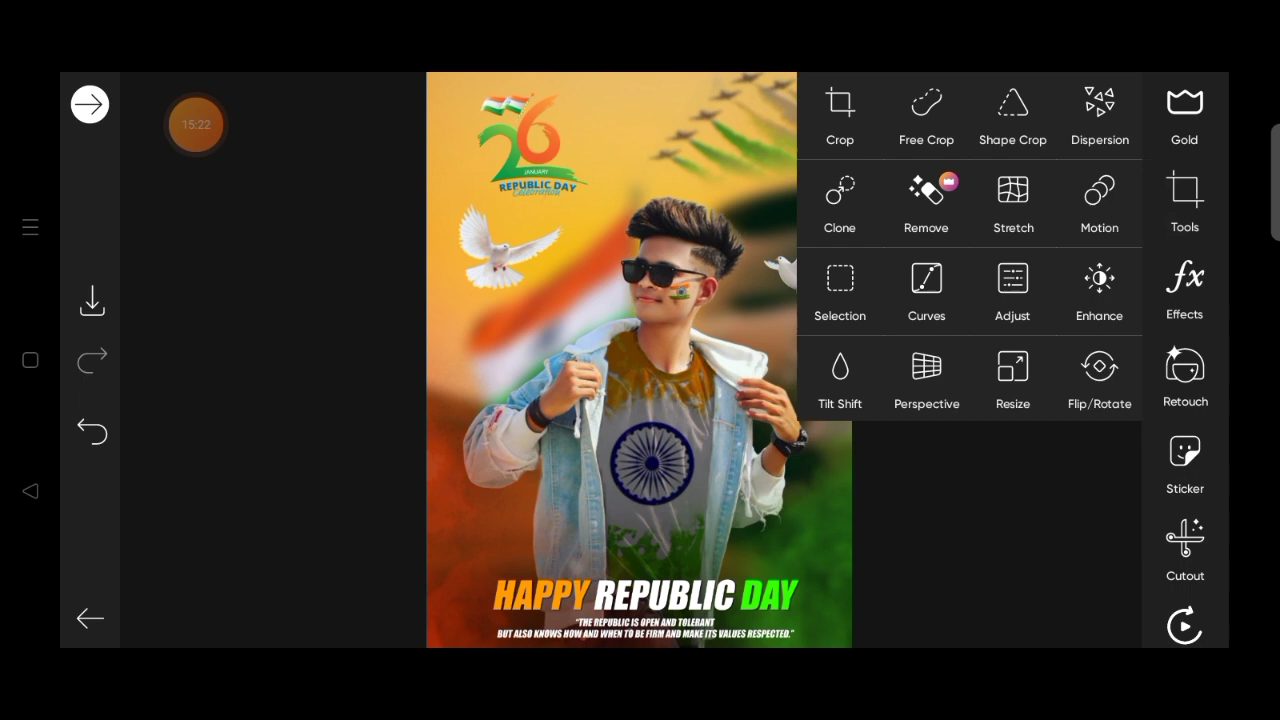 15:22
26
JANUARY
REPUBLIC DAY
Celebration
HAPPY REPUBLIC DAY
"THE REPUBLIC IS OPEN AND TOLERANT
BUT ALSO KNOWS HOW AND WHEN TO BE FIRM AND MAKE ITS VALUES RESPECTED."
Crop Free Crop Shape Crop Dispersion
Clone Remove Stretch Motion
Selection Curves Adjust Enhance
Tilt Shift Perspective Resize Flip/Rotate
Gold
Tools
fx
Effects
Retouch
Sticker
Cutout